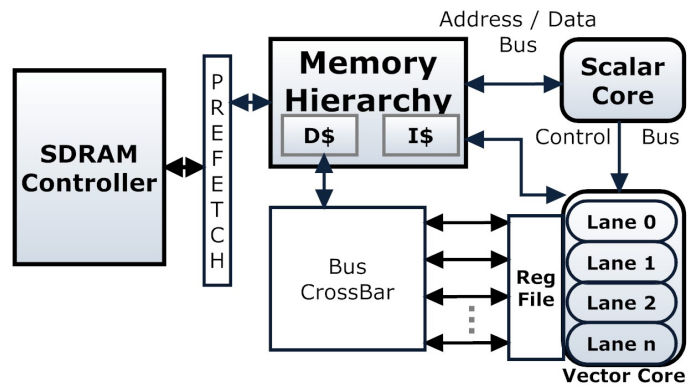 Address / Data
Bus
Memory
Hierarchy
D$
I$
Scalar
Core
P
R
E
F
E
T
C
H
SDRAM
Controller
Control Bus
Bus
CrossBar
Reg
File
Lane 0
Lane 1
Lane 2
Lane n
Vector Core